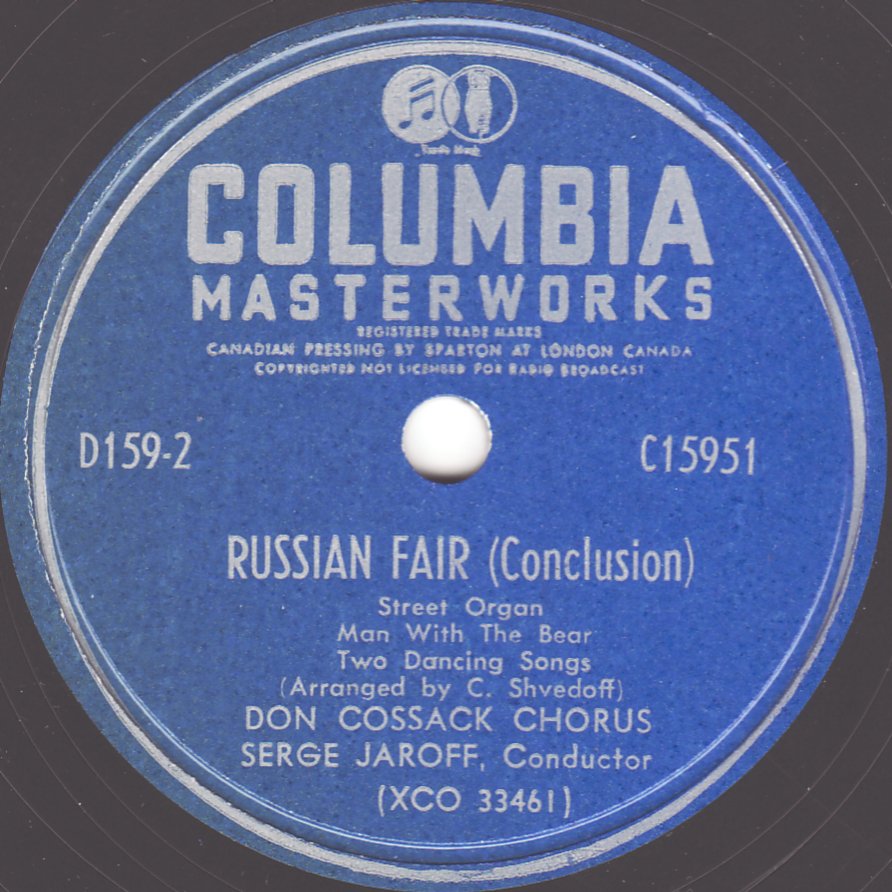 Trade Mark
COLUMBIA
MASTERWORKS
REGISTERED TRADE MARKS
CANADIAN PRESSING BY SPARTON AT LONDON CANADA
COPYRIGHTED NOT LICENSED FOR RADIO BROADCAST
D159-2
C15951
RUSSIAN FAIR (Conclusion)
Street Organ
Man With The Bear
Two Dancing Songs
(Arranged by C. Shvedoff)
DON COSSACK CHORUS
SERGE JAROFF, Conductor
(XCO 33461)